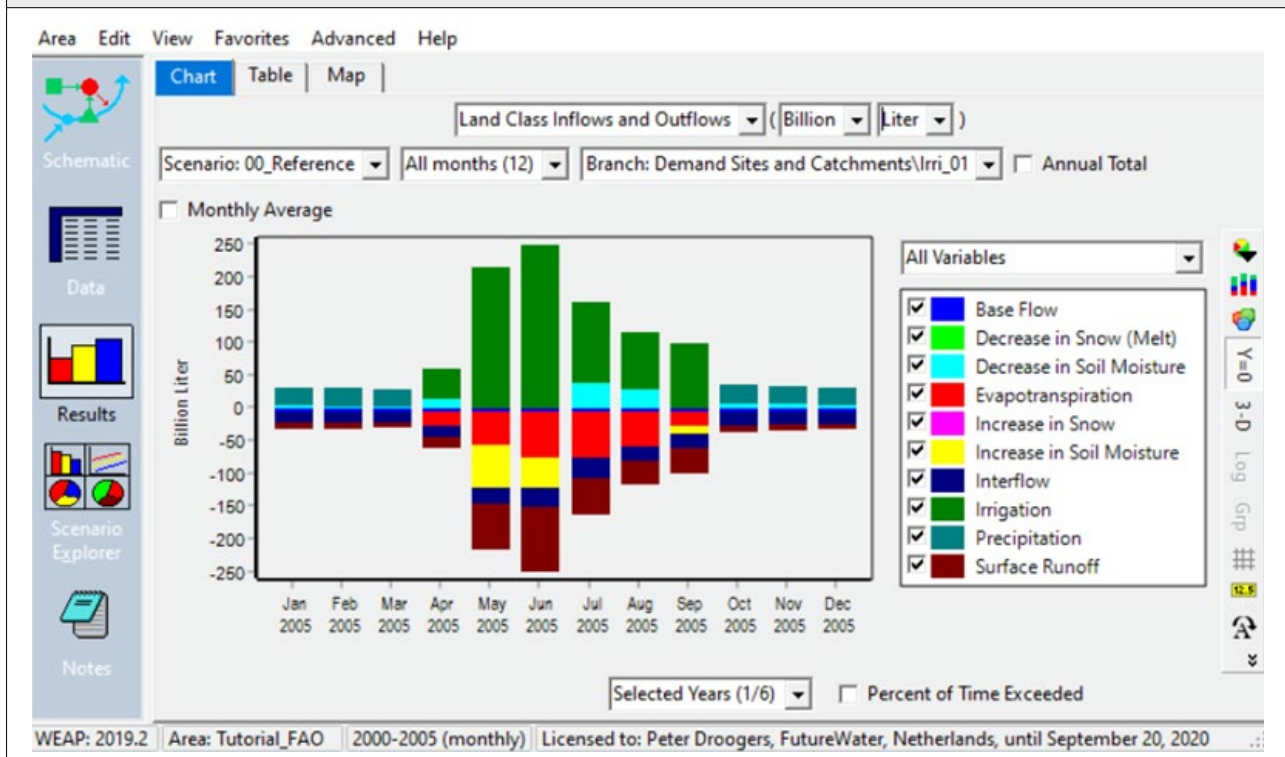 Area Edit View Favorites Advanced Help
Chart Table Map
Land Class Inflows and Outflows ( Billion Liter )
Scenario: 00_Reference All months (12) Branch: Demand Sites and Catchments\Irri_01 Annual Total
Monthly Average
Schematic
Data
Results
Scenario
Explorer
Notes
Billion Liter
250
200
150
100
50
0
-50
-100
-150
-200
-250
Jan Feb Mar Apr May Jun Jul Aug Sep Oct Nov Dec
2005 2005 2005 2005 2005 2005 2005 2005 2005 2005 2005 2005
All Variables
Base Flow
Decrease in Snow (Melt)
Decrease in Soil Moisture
Evapotranspiration
Increase in Snow
Increase in Soil Moisture
Interflow
Irrigation
Precipitation
Surface Runoff
Y=0
3-D
Log
Grp
12.5
A
Selected Years (1/6) Percent of Time Exceeded
WEAP: 2019.2 Area: Tutorial_FAO 2000-2005 (monthly) Licensed to: Peter Droogers, FutureWater, Netherlands, until September 20, 2020